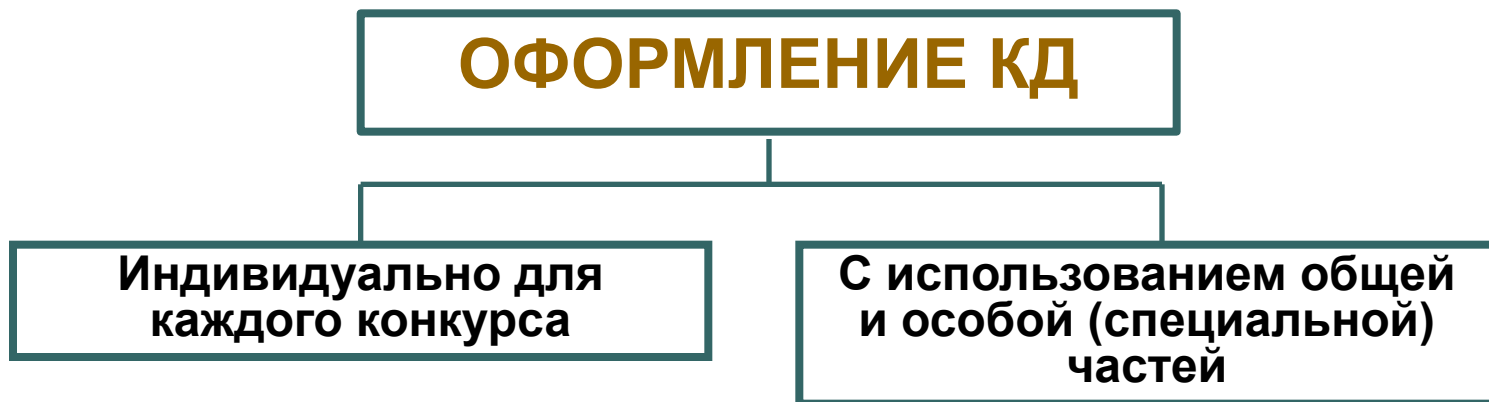 ОФОРМЛЕНИЕ КД
Индивидуально для
каждого конкурса
С использованием общей
и особой (специальной)
частей